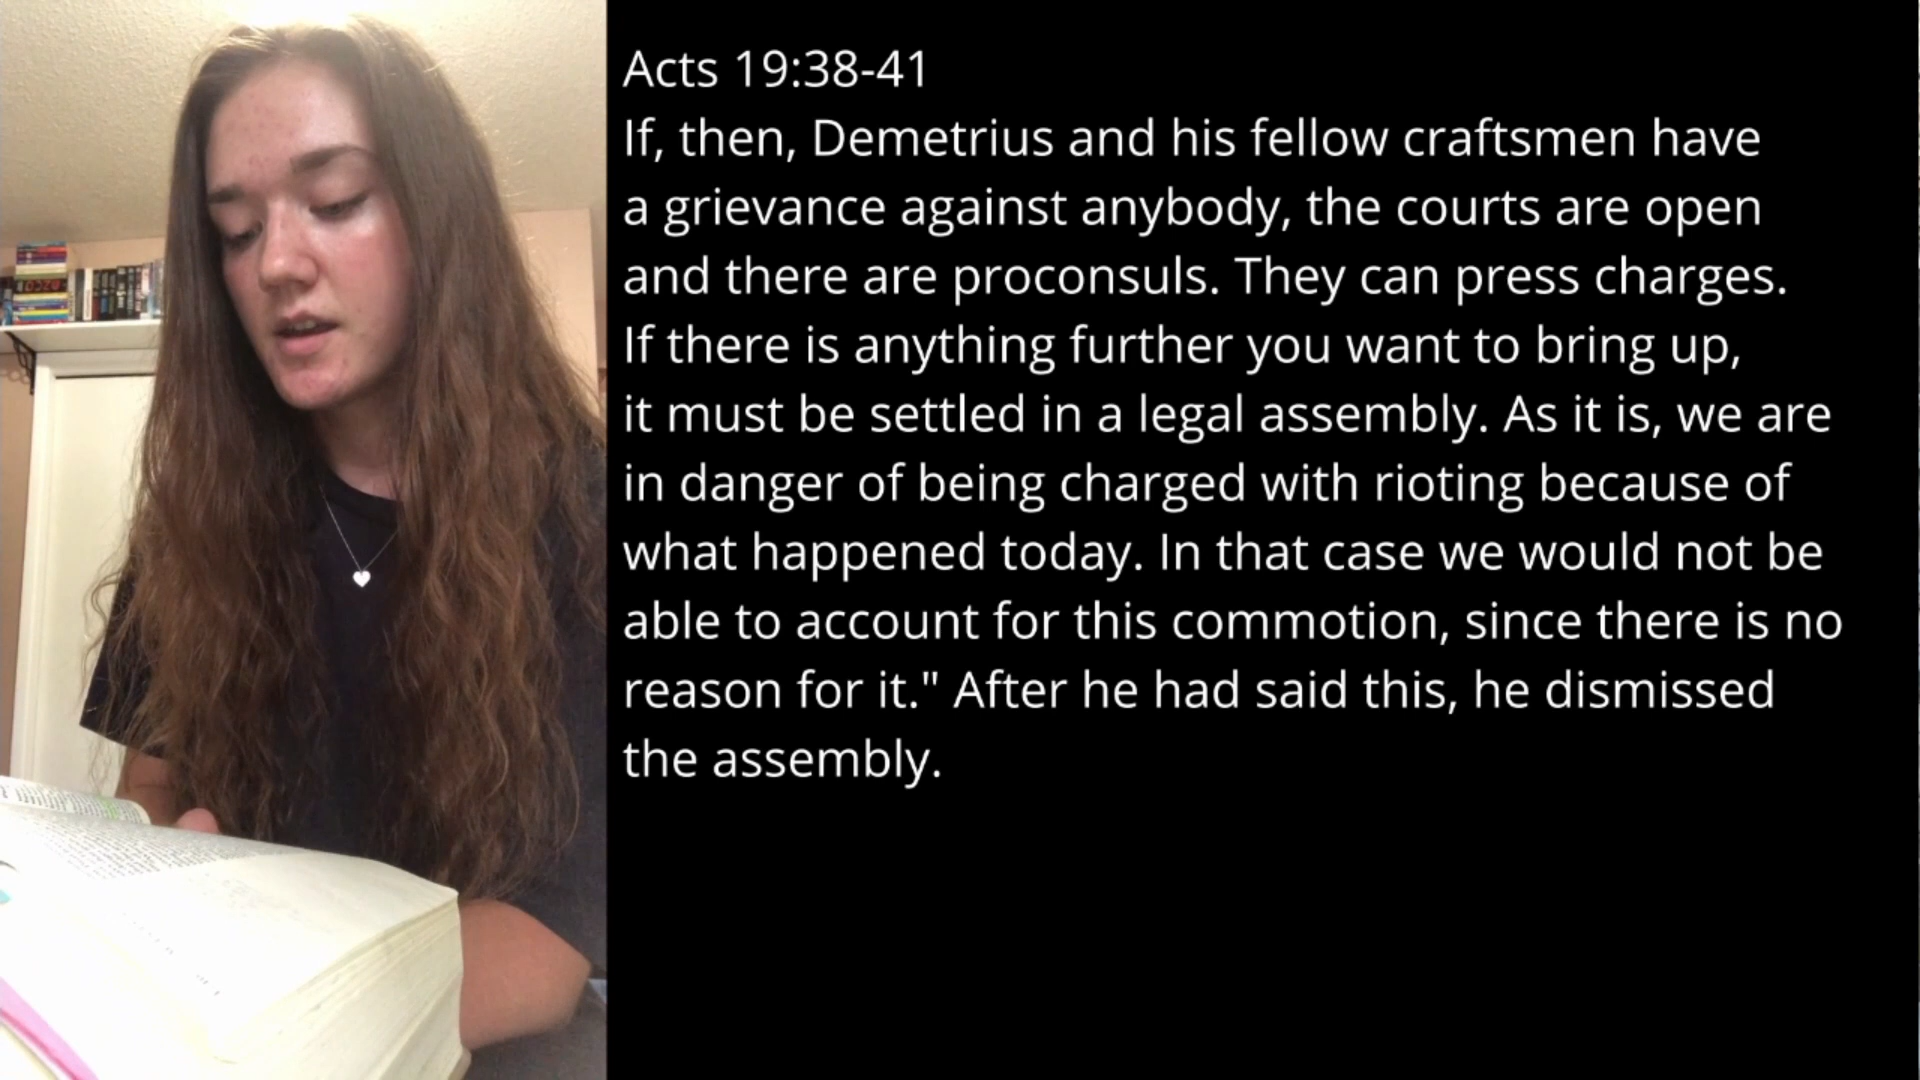 Acts 19:38-41
If, then, Demetrius and his fellow craftsmen have
a grievance against anybody, the courts are open
and there are proconsuls. They can press charges.
If there is anything further you want to bring up,
it must be settled in a legal assembly. As it is, we are
in danger of being charged with rioting because of
what happened today. In that case we would not be
able to account for this commotion, since there is no
reason for it." After he had said this, he dismissed
the assembly.